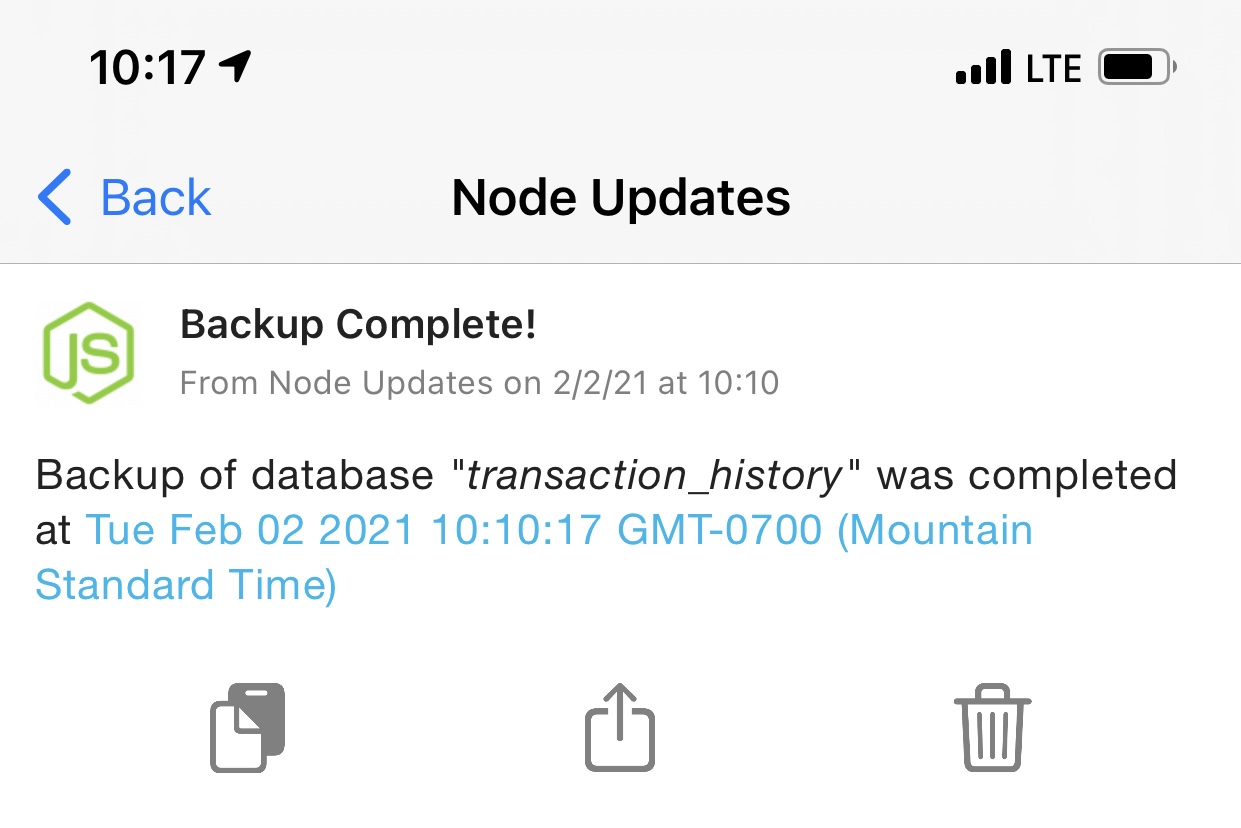 10:17 LTE
Back Node Updates
JS
Backup Complete!
From Node Updates on 2/2/21 at 10:10
Backup of database "transaction_history" was completed
at Tue Feb 02 2021 10:10:17 GMT-0700 (Mountain
Standard Time)